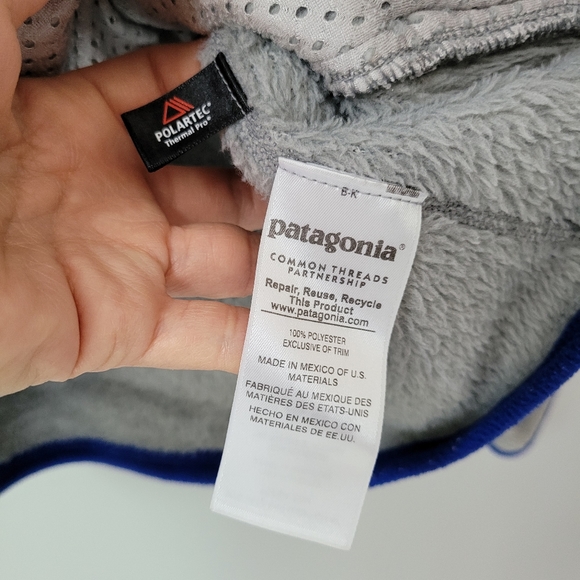 POLARTEC®
Thermal Pro®
B-K
patagonia®
COMMON THREADS
PARTNERSHIP
Repair, Reuse, Recycle
This Product
www.patagonia.com
100% POLYESTER
EXCLUSIVE OF TRIM
MADE IN MEXICO OF U.S.
MATERIALS
FABRIQUÉ AU MEXIQUE DES
MATIÈRES DES ETATS-UNIS
HECHO EN MEXICO CON
MATERIALES DE EE.UU.